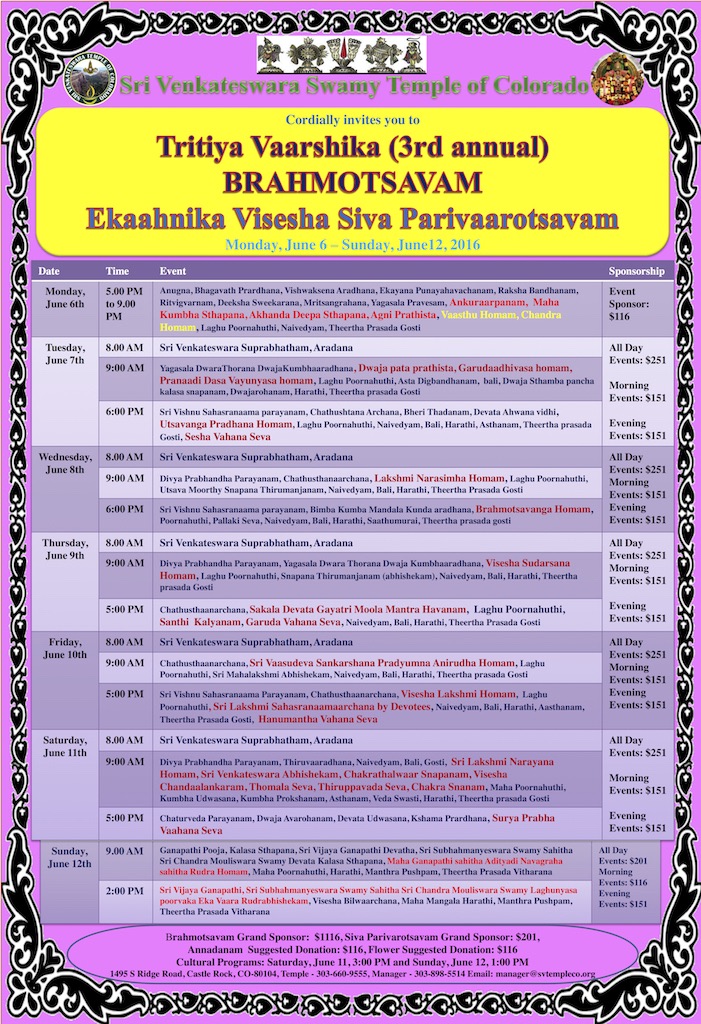 Sri Venkateswara Swamy Temple of Colorado
Cordially invites you to
Tritiya Vaarshika (3rd annual)
BRAHMOTSAVAM
Ekaahnika Visesha Siva Parivaarotsavam
Monday, June 6 – Sunday, June12, 2016
Date Time Event Sponsorship
Monday, June 6th
5.00 PM to 9.00 PM
Anugna, Bhagavath Prardhana, Vishwaksena Aradhana, Ekayana Punayahavachanam, Raksha Bandhanam,
Ritvigvarnam, Deeksha Sweekarana, Mritsangrahana, Yagasala Pravesam, Ankuraarpanam, Maha
Kumbha Sthapana, Akhanda Deepa Sthapana, Agni Prathista, Vaasthu Homam, Chandra
Homam, Laghu Poornahuthi, Naivedyam, Theertha Prasada Gosti
Event
Sponsor:
$116
Tuesday,
June 7th
8.00 AM Sri Venkateswara Suprabhatham, Aradana
9:00 AM Yagasala DwaraThorana DwajaKumbhaaradhana, Dwaja pata prathista, Garudaadhivasa homam,
Pranaadi Dasa Vayunyasa homam, Laghu Poornahuthi, Asta Digbandhanam, bali, Dwaja Sthamba pancha
kalasa snapanam, Dwajarohanam, Harathi, Theertha prasada Gosti
6:00 PM Sri Vishnu Sahasranaama parayanam, Chathushtana Archana, Bheri Thadanam, Devata Ahwana vidhi,
Utsavanga Pradhana Homam, Laghu Poornahuthi, Naivedyam, Bali, Harathi, Asthanam, Theertha prasada
Gosti, Sesha Vahana Seva
All Day
Events: $251
Morning
Events: $151
Evening
Events: $151
Wednesday,
June 8th
8.00 AM Sri Venkateswara Suprabhatham, Aradana
9:00 AM Divya Prabhandha Parayanam, Chathusthanaarchana, Lakshmi Narasimha Homam, Laghu Poornahuthi,
Utsava Moorthy Snapana Thirumanjanam, Naivedyam, Bali, Harathi, Theertha Prasada Gosti
6:00 PM Sri Vishnu Sahasranaama parayanam, Bimba Kumba Mandala Kunda aradhana, Brahmotsavanga Homam,
Poornahuthi, Pallaki Seva, Naivedyam, Bali, Harathi, Saathumurai, Theertha prasada gosti
All Day
Events: $251
Morning
Events: $151
Evening
Events: $151
Thursday,
June 9th
8.00 AM Sri Venkateswara Suprabhatham, Aradana
9:00 AM Divya Prabhandha Parayanam, Yagasala Dwara Thorana Dwaja Kumbhaaradhana, Visesha Sudarsana
Homam, Laghu Poornahuthi, Snapana Thirumanjanam (abhishekam), Naivedyam, Bali, Harathi, Theertha
prasada Gosti
5:00 PM Chathusthaanarchana, Sakala Devata Gayatri Moola Mantra Havanam, Laghu Poornahuthi,
Santhi Kalyanam, Garuda Vahana Seva, Naivedyam, Bali, Harathi, Theertha Prasada Gosti
All Day
Events: $251
Morning
Events: $151
Evening
Events: $151
Friday,
June 10th
8.00 AM Sri Venkateswara Suprabhatham, Aradana
9:00 AM Chathusthaanarchana, Sri Vaasudeva Sankarshana Pradyumna Anirudha Homam, Laghu
Poornahuthi, Sri Mahalakshmi Abhishekam, Naivedyam, Bali, Harathi, Theertha prasada Gosti
5:00 PM Sri Vishnu Sahasranaama Parayanam, Chathusthaanarchana, Visesha Lakshmi Homam, Laghu
Poornahuthi, Sri Lakshmi Sahasranaamaarchana by Devotees, Naivedyam, Bali, Harathi, Aasthanam,
Theertha Prasada Gosti, Hanumantha Vahana Seva
All Day
Events: $251
Morning
Events: $151
Evening
Events: $151
Saturday,
June 11th
8.00 AM Sri Venkateswara Suprabhatham, Aradana
9:00 AM Divya Prabhandha Parayanam, Thiruvaaradhana, Naivedyam, Bali, Gosti, Sri Lakshmi Narayana
Homam, Sri Venkateswara Abhishekam, Chakrathalwaar Snapanam, Visesha
Chandaalankaram, Thomala Seva, Thiruppavada Seva, Chakra Snanam, Maha Poornahuthi,
Kumbha Udwasana, Kumbha Prokshanam, Asthanam, Veda Swasti, Harathi, Theertha prasada Gosti
5:00 PM Chaturveda Parayanam, Dwaja Avarohanam, Devata Udwasana, Kshama Prardhana, Surya Prabha
Vaahana Seva
All Day
Events: $251
Morning
Events: $151
Evening
Events: $151
Sunday,
June 12th
9.00 AM Ganapathi Pooja, Kalasa Sthapana, Sri Vijaya Ganapathi Devatha, Sri Subhahmanyeswara Swamy Sahitha
Sri Chandra Mouliswara Swamy Devata Kalasa Sthapana, Maha Ganapathi sahitha Adityadi Navagraha
sahitha Rudra Homam, Maha Poornahuthi, Harathi, Manthra Pushpam, Theertha Prasada Vitharana
2:00 PM Sri Vijaya Ganapathi, Sri Subhahmanyeswara Swamy Sahitha Sri Chandra Mouliswara Swamy Laghunyasa
poorvaka Eka Vaara Rudrabhishekam, Visesha Bilwaarchana, Maha Mangala Harathi, Manthra Pushpam,
Theertha Prasada Vitharana
All Day
Events: $201
Morning
Events: $116
Evening
Events: $151
Brahmotsavam Grand Sponsor: $1116, Siva Parivarotsavam Grand Sponsor: $201,
Annadanam Suggested Donation: $116, Flower Suggested Donation: $116
Cultural Programs: Saturday, June 11, 3:00 PM and Sunday, June 12, 1:00 PM
1495 S Ridge Road, Castle Rock, CO-80104, Temple - 303-660-9555, Manager - 303-898-5514 Email: manager@svtempleco.org